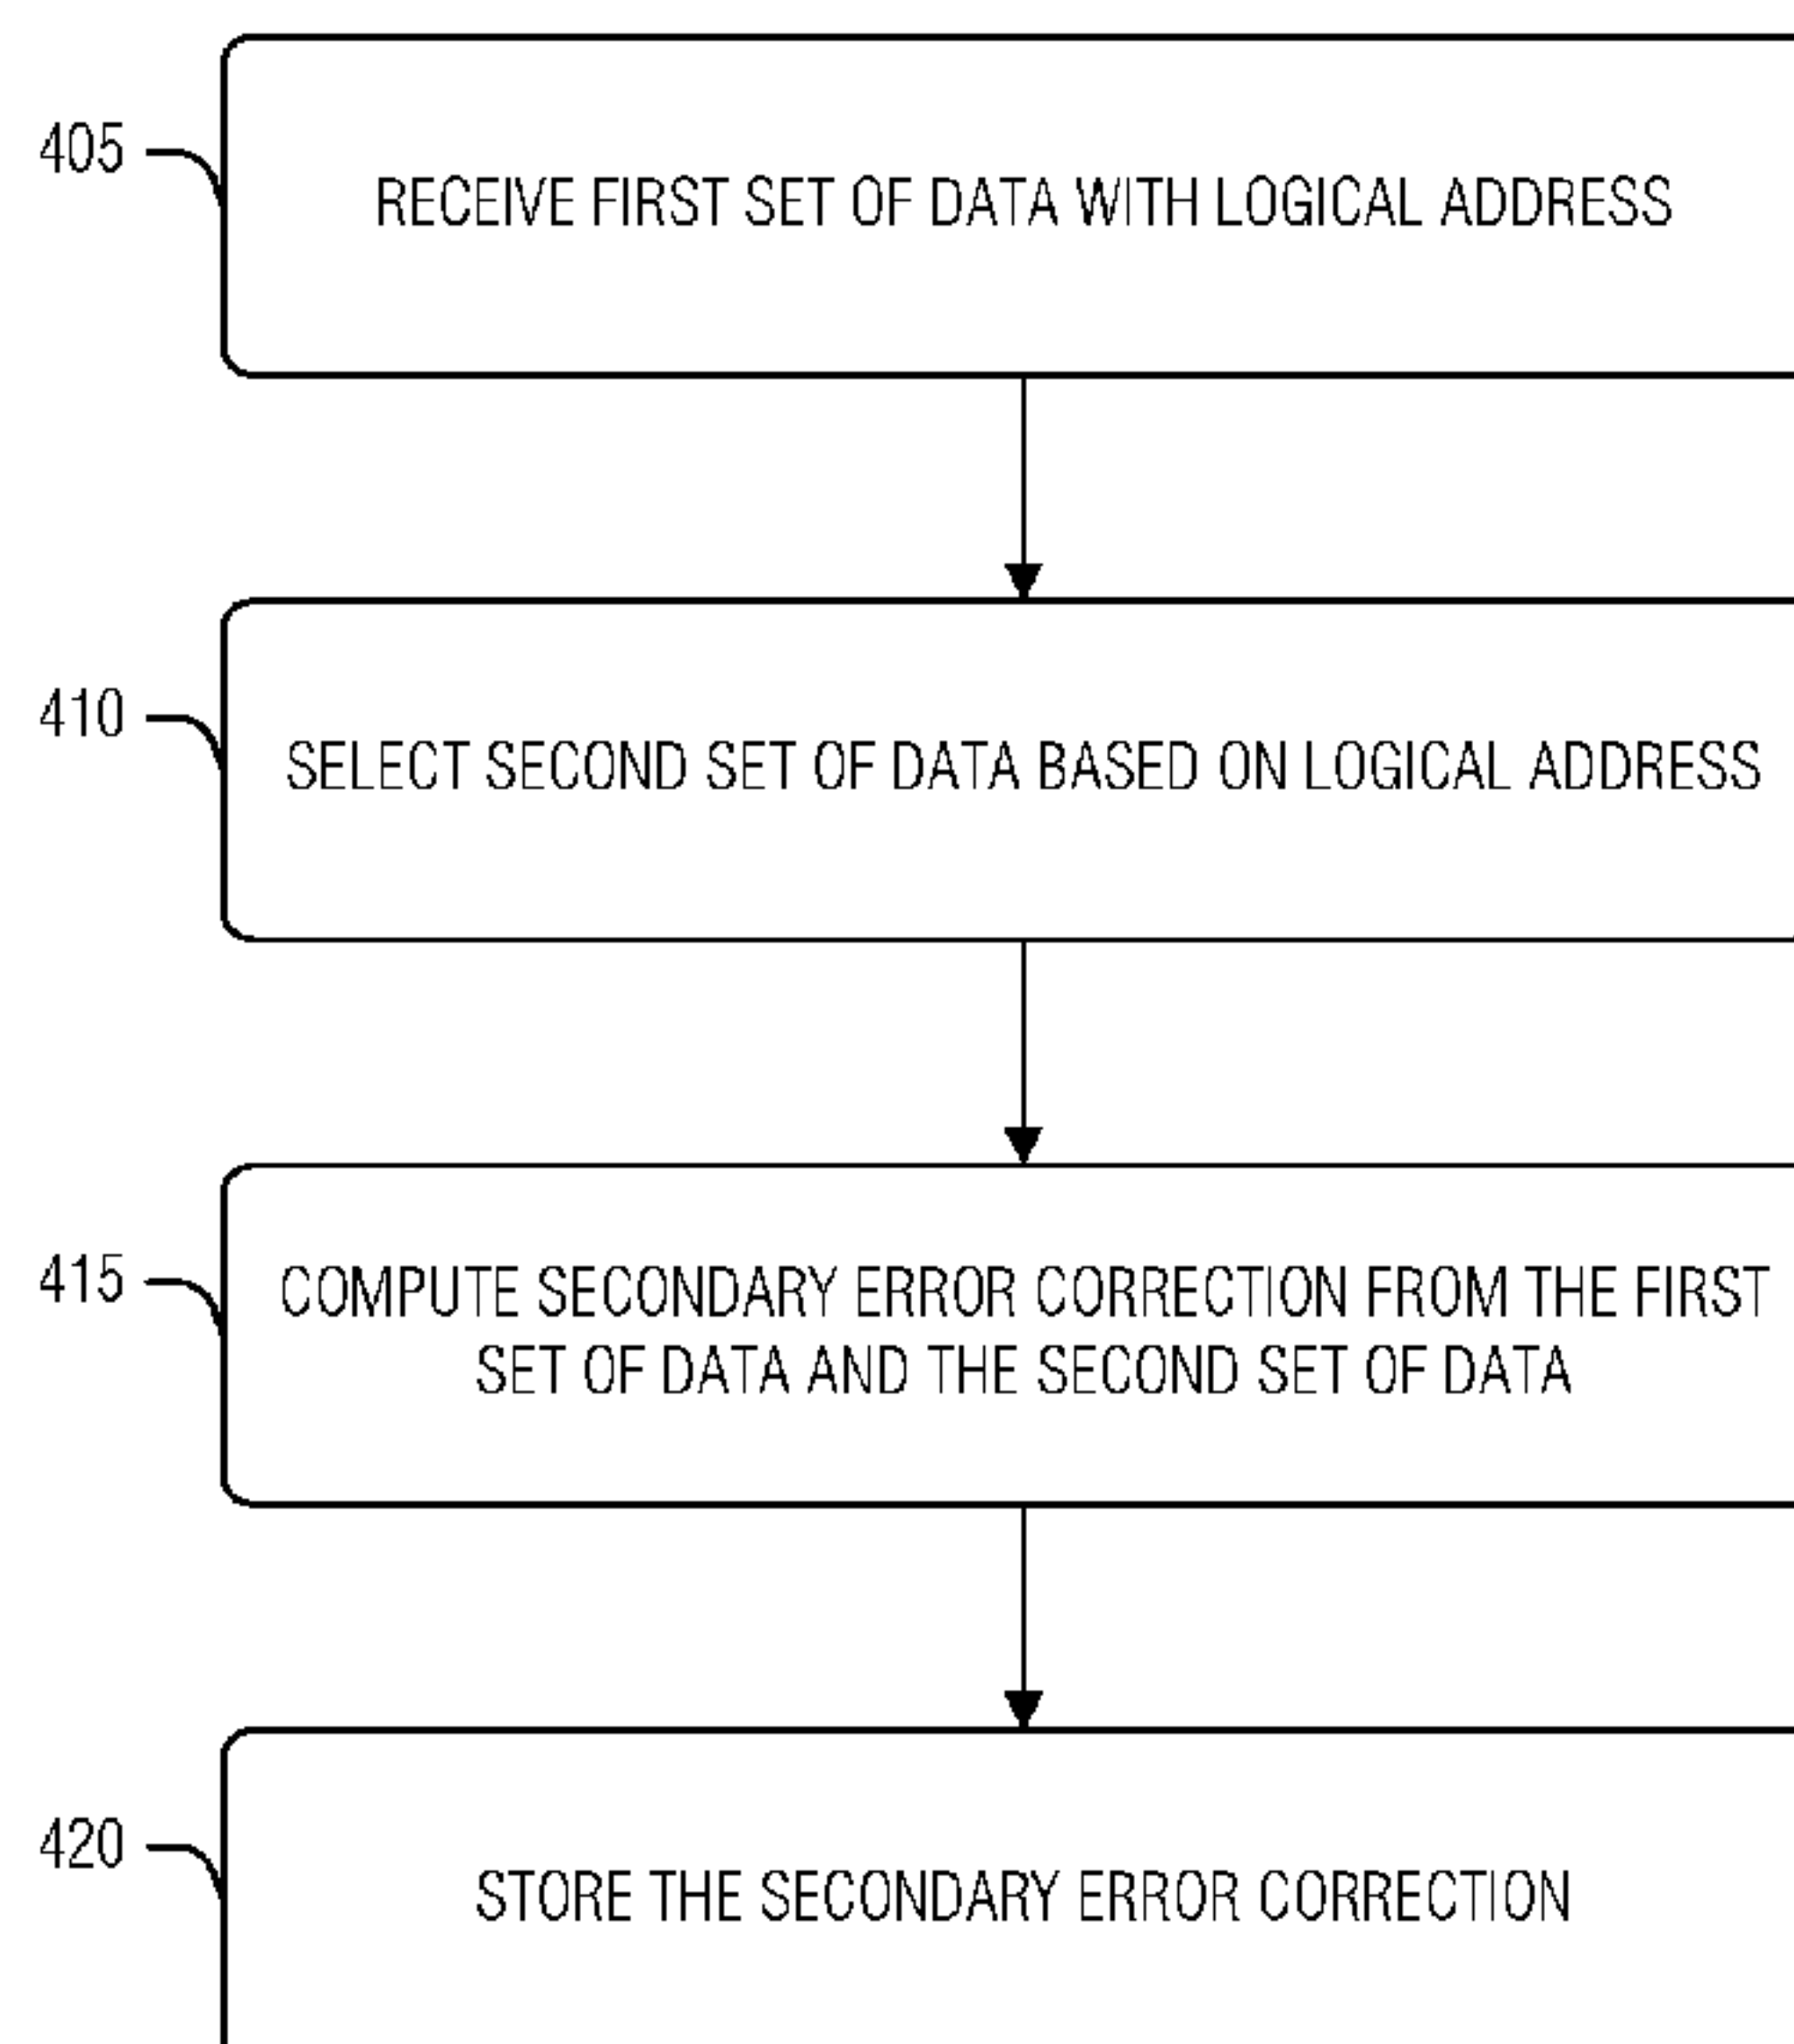 405
RECEIVE FIRST SET OF DATA WITH LOGICAL ADDRESS
410
SELECT SECOND SET OF DATA BASED ON LOGICAL ADDRESS
415
COMPUTE SECONDARY ERROR CORRECTION FROM THE FIRST
SET OF DATA AND THE SECOND SET OF DATA
420
STORE THE SECONDARY ERROR CORRECTION